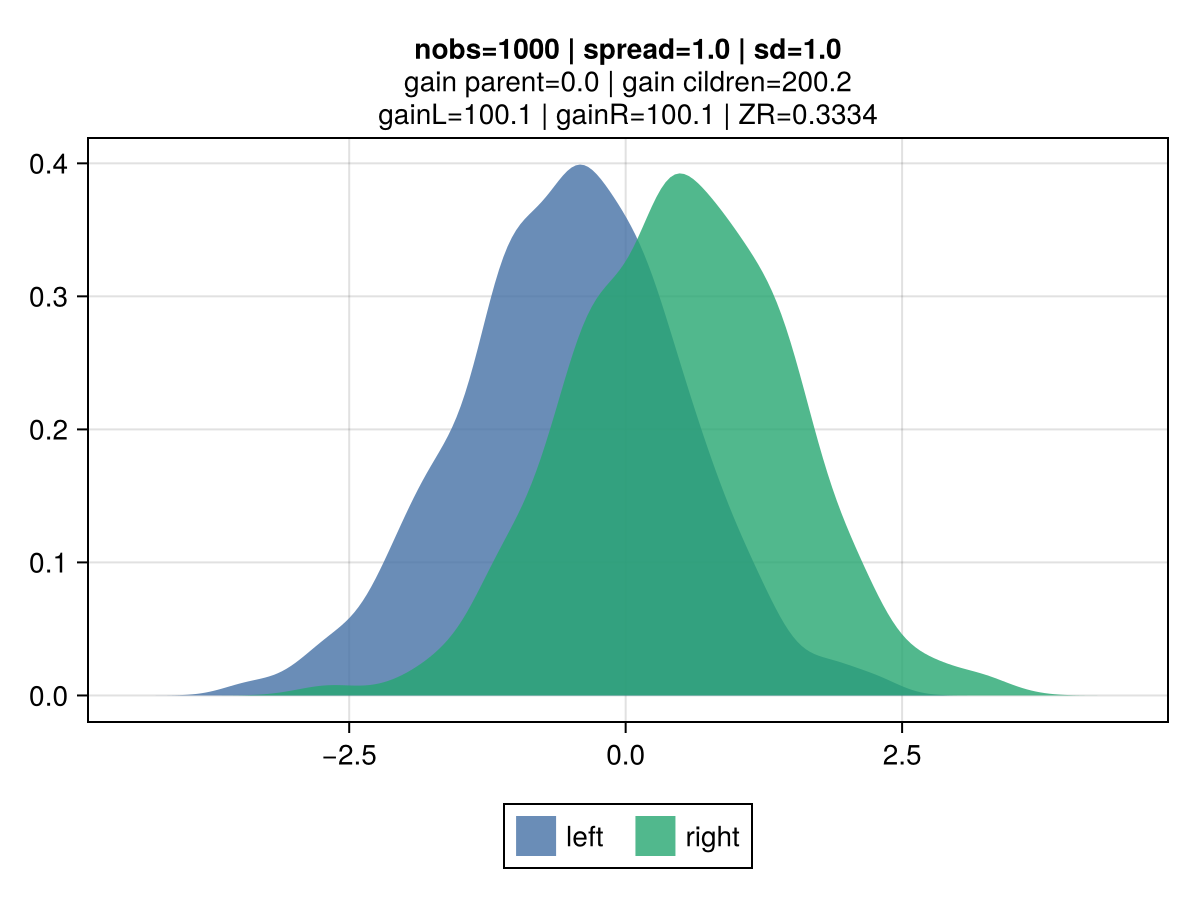 nobs=1000 | spread=1.0 | sd=1.0
gain parent=0.0 | gain cildren=200.2
gainL=100.1 | gainR=100.1 | ZR=0.3334
0.4
0.3
0.2
0.1
0.0
−2.5 0.0 2.5
left right